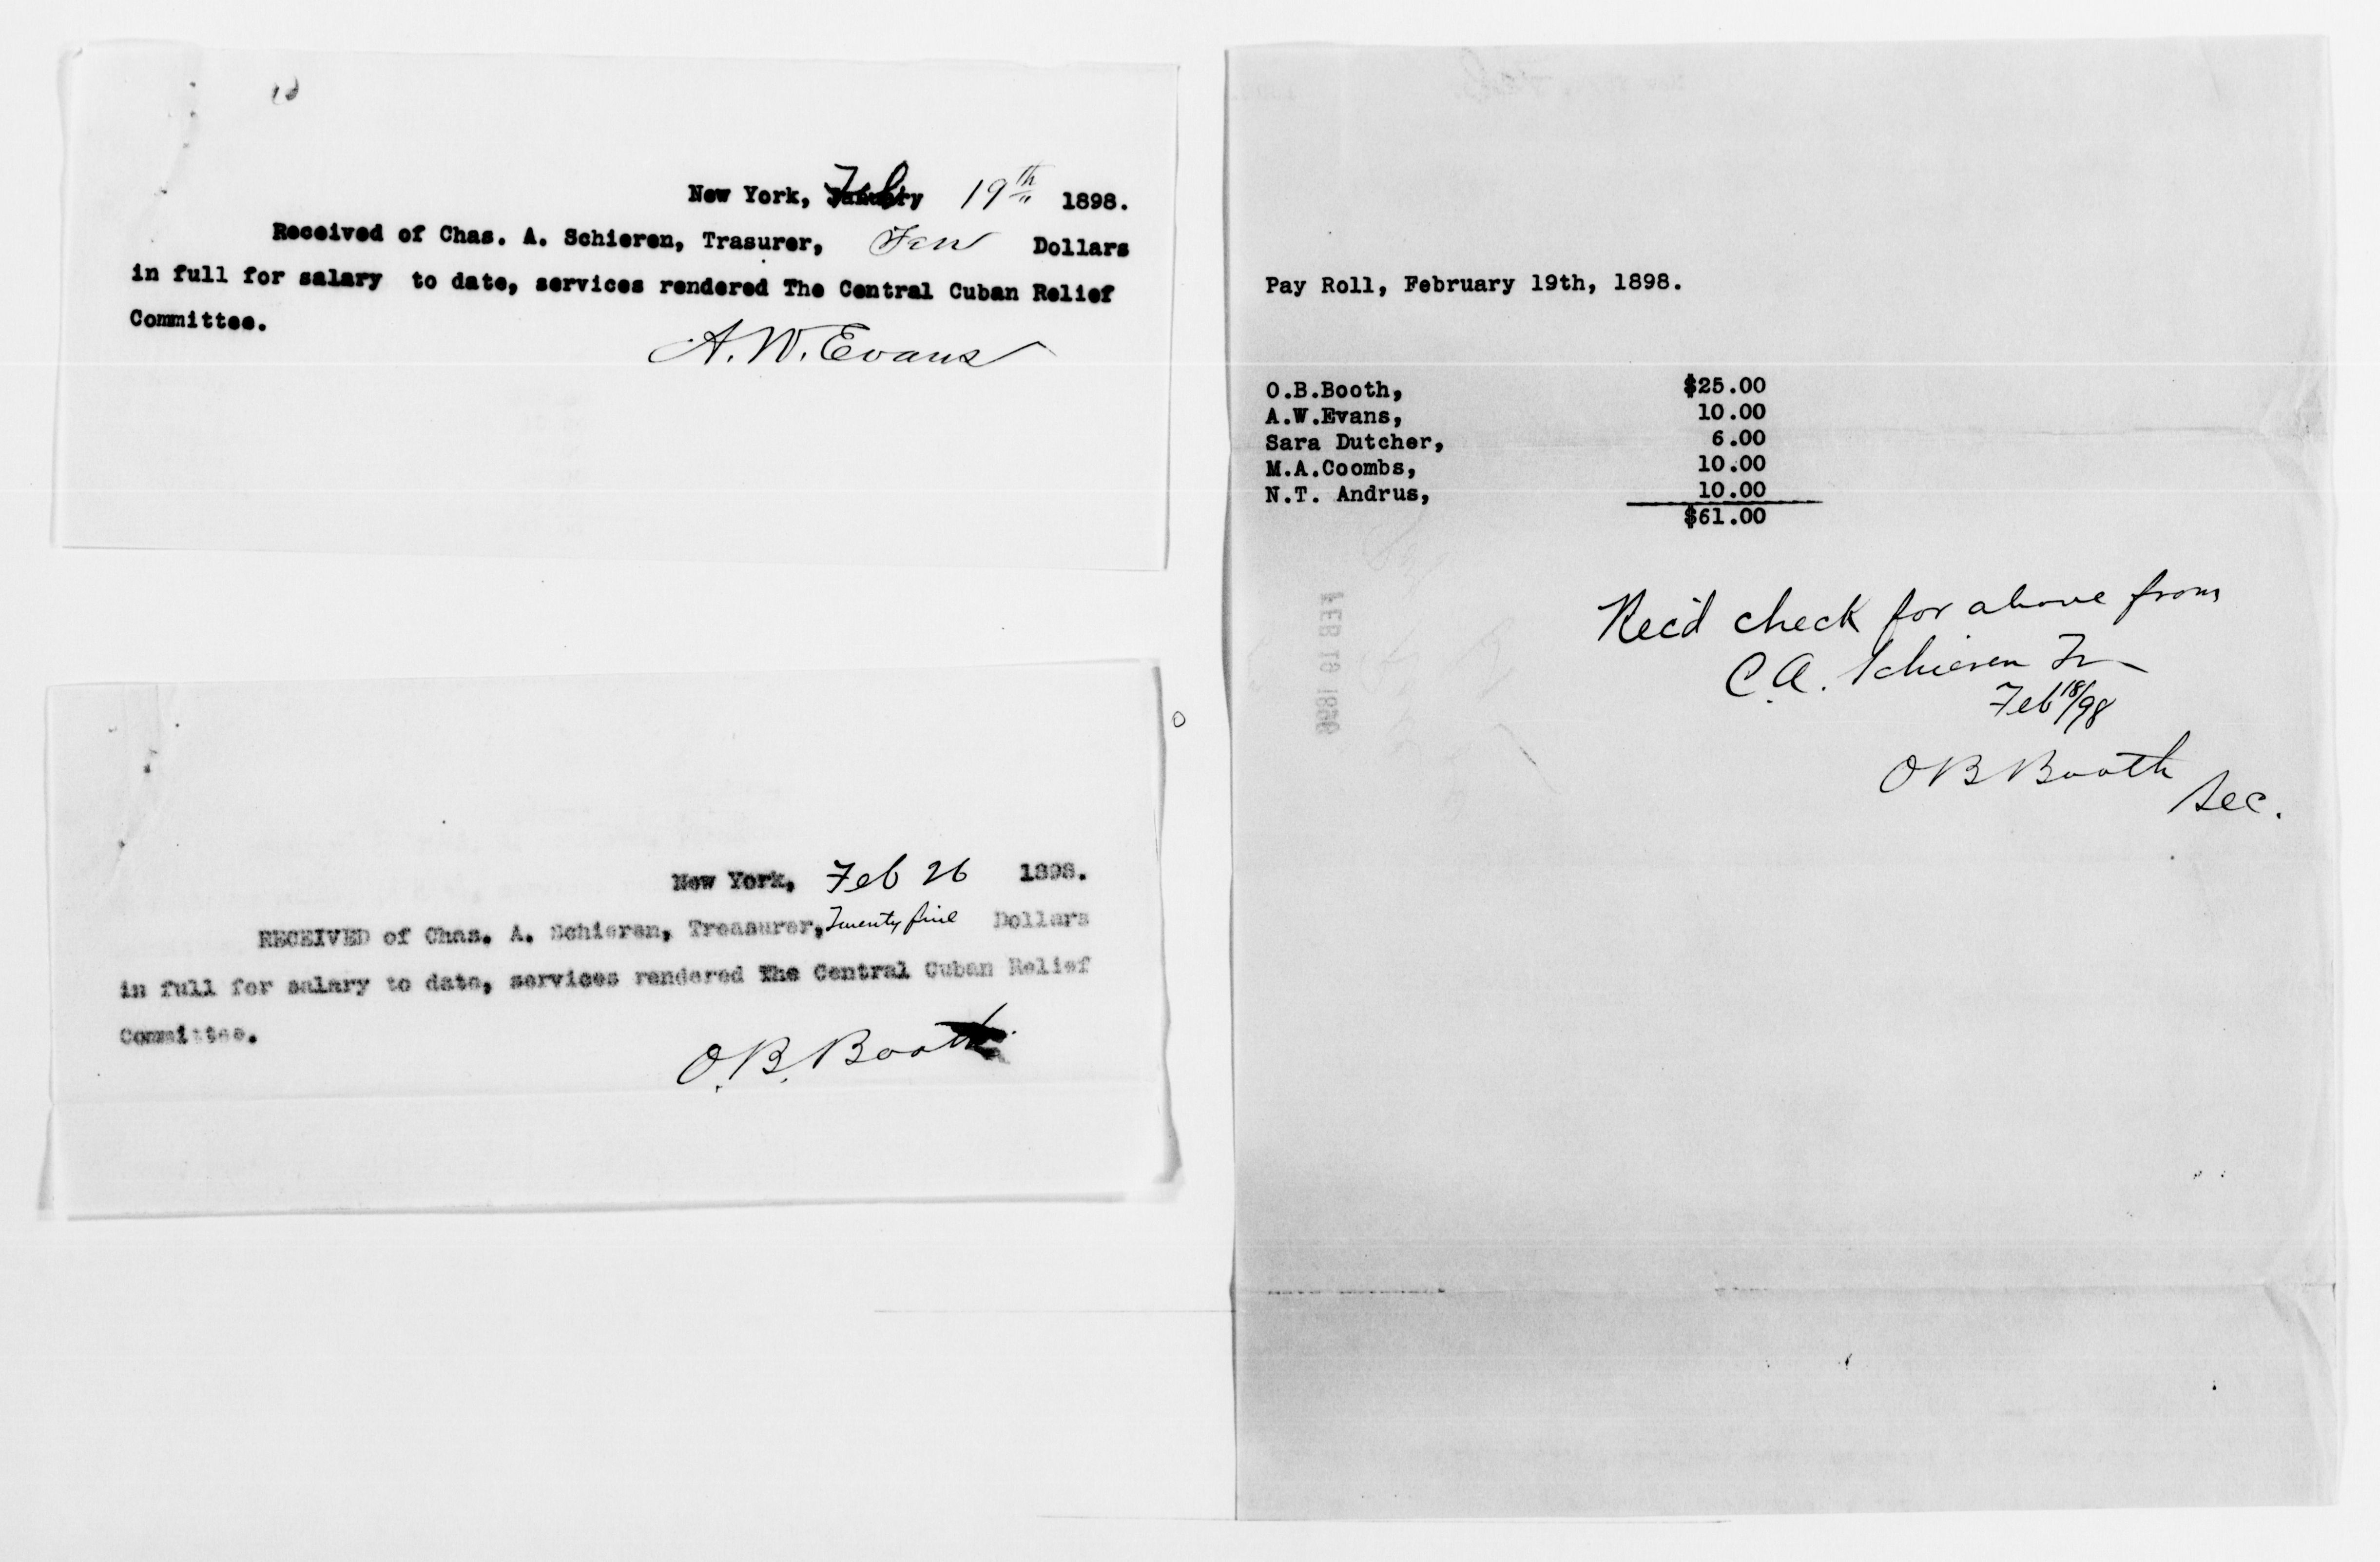 New York, Feb 19th 1898.
Received of Chas. A. Schieren, Trasurer, Ten Dollars
in full for salary to date, services rendered The Central Cuban Relief
Committee.
A. W. Evans
New York, Feb 26 1898.
RECEIVED of Chas. A. Schieren, Treasurer, Twenty five Dollars
in full for salary to date, services rendered The Central Cuban Relief
Committee.
O. B. Booth
Pay Roll, February 19th, 1898.
O.B.Booth, $25.00
A.W.Evans, 10.00
Sara Dutcher, 6.00
M.A.Coombs, 10.00
N.T. Andrus, 10.00
$61.00
Rec'd check for above from
C. A. Schieren Tr
Feb 18/98
O B Booth
Sec.